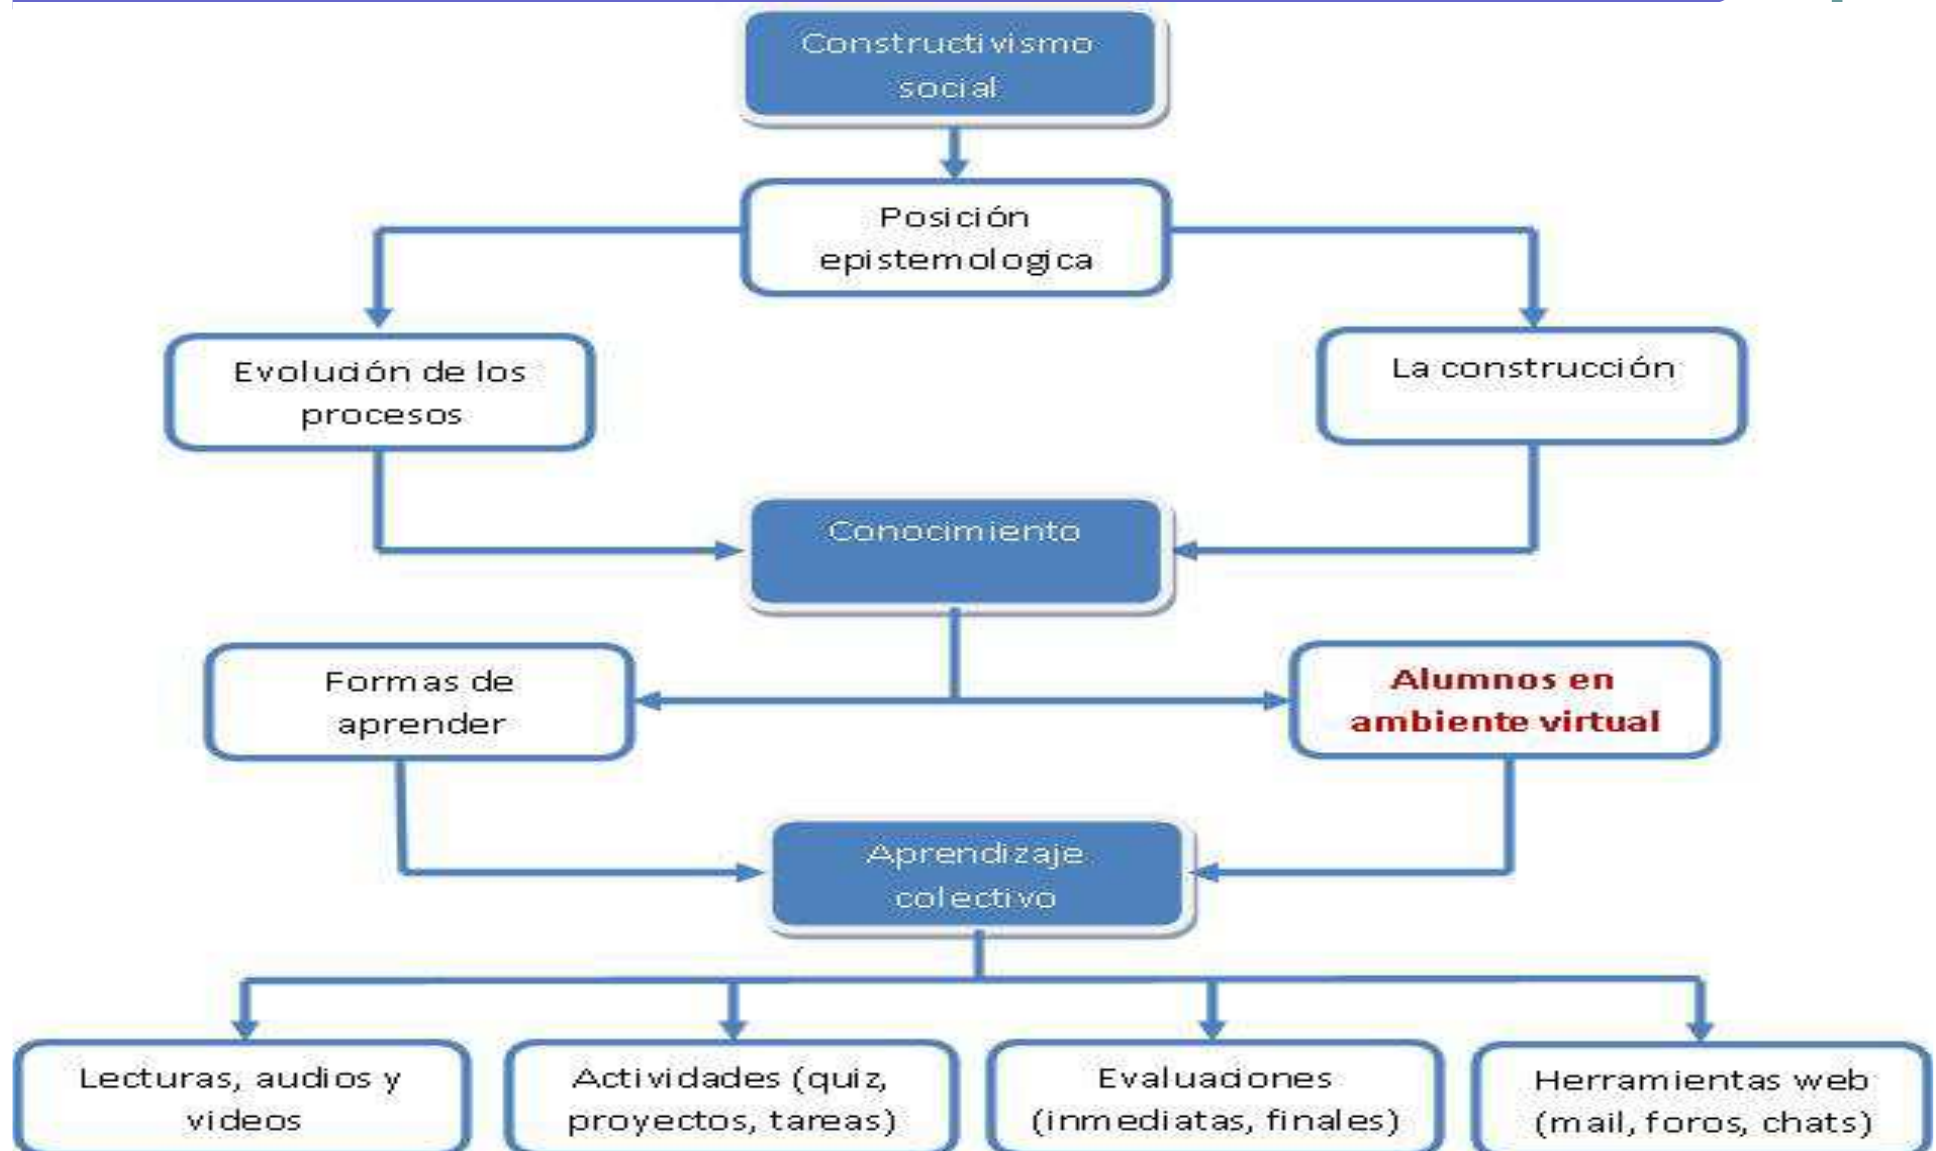 Constructivismo
social
Posición
epistemologica
Evolución de los
procesos
La construcción
Conocimiento
Formas de
aprender
Alumnos en
ambiente virtual
Aprendizaje
colectivo
Lecturas, audios y
videos
Actividades (quiz,
proyectos, tareas)
Evaluaciones
(inmediatas, finales)
Herramientas web
(mail, foros, chats)